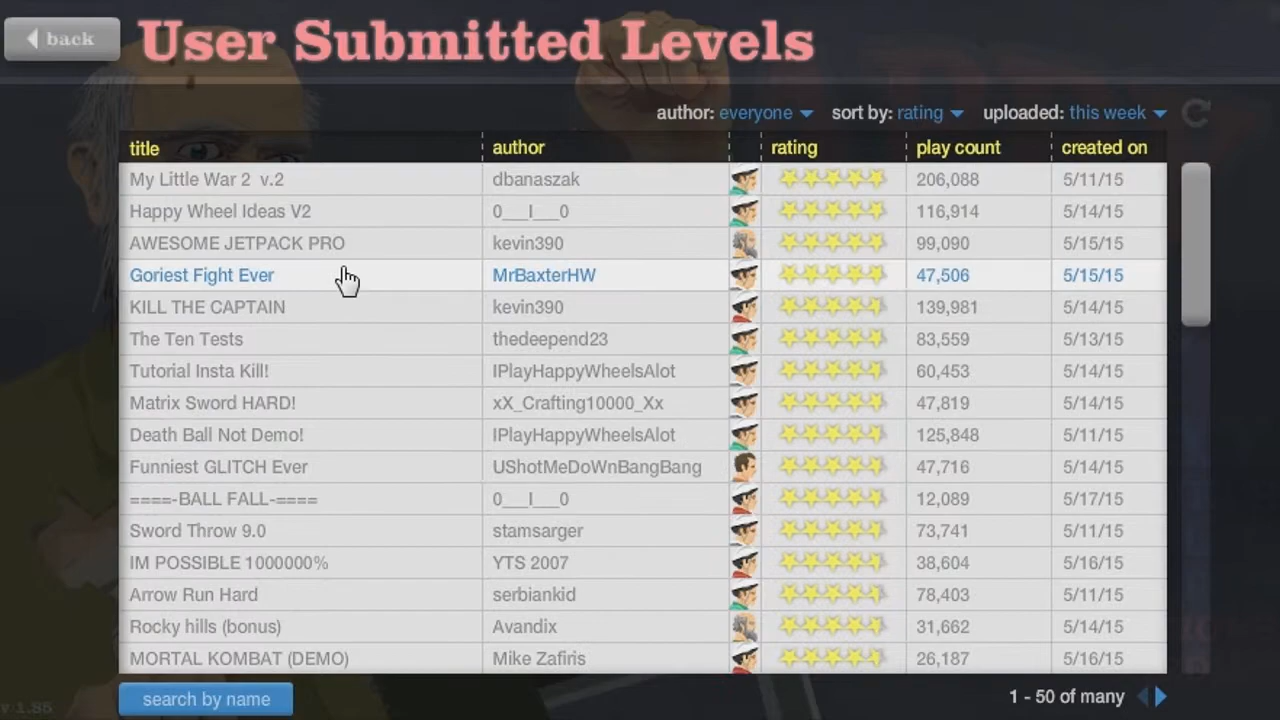 back
User Submitted Levels
author: everyone sort by: rating uploaded: this week
title author rating play count created on
My Little War 2 v.2 dbanaszak 206,088 5/11/15
Happy Wheel Ideas V2 0___I___0 116,914 5/14/15
AWESOME JETPACK PRO kevin390 99,090 5/15/15
Goriest Fight Ever MrBaxterHW 47,506 5/15/15
KILL THE CAPTAIN kevin390 139,981 5/14/15
The Ten Tests thedeepend23 83,559 5/13/15
Tutorial Insta Kill! IPlayHappyWheelsAlot 60,453 5/14/15
Matrix Sword HARD! xX_Crafting10000_Xx 47,819 5/14/15
Death Ball Not Demo! IPlayHappyWheelsAlot 125,848 5/11/15
Funniest GLITCH Ever UShotMeDoWnBangBang 47,716 5/14/15
====-BALL FALL-==== 0___I___0 12,089 5/17/15
Sword Throw 9.0 stamsarger 73,741 5/11/15
IM POSSIBLE 1000000% YTS 2007 38,604 5/16/15
Arrow Run Hard serbiankid 78,403 5/11/15
Rocky hills (bonus) Avandix 31,662 5/14/15
MORTAL KOMBAT (DEMO) Mike Zafiris 26,187 5/16/15
search by name 1 - 50 of many
v 1.85